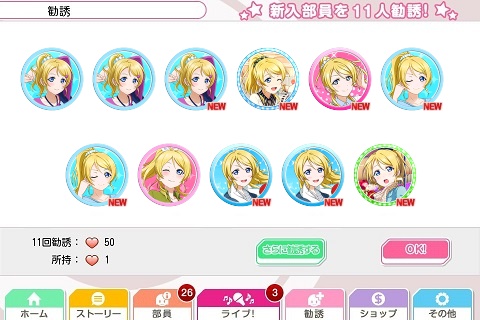 勧誘
新入部員を11人勧誘!
NEW
NEW
NEW
NEW
NEW
NEW
NEW
NEW
NEW
11回勧誘: 50
所持: 1
さらに勧誘する
OK!
26
3
ホーム
ストーリー
部員
ライブ!
勧誘
ショップ
その他